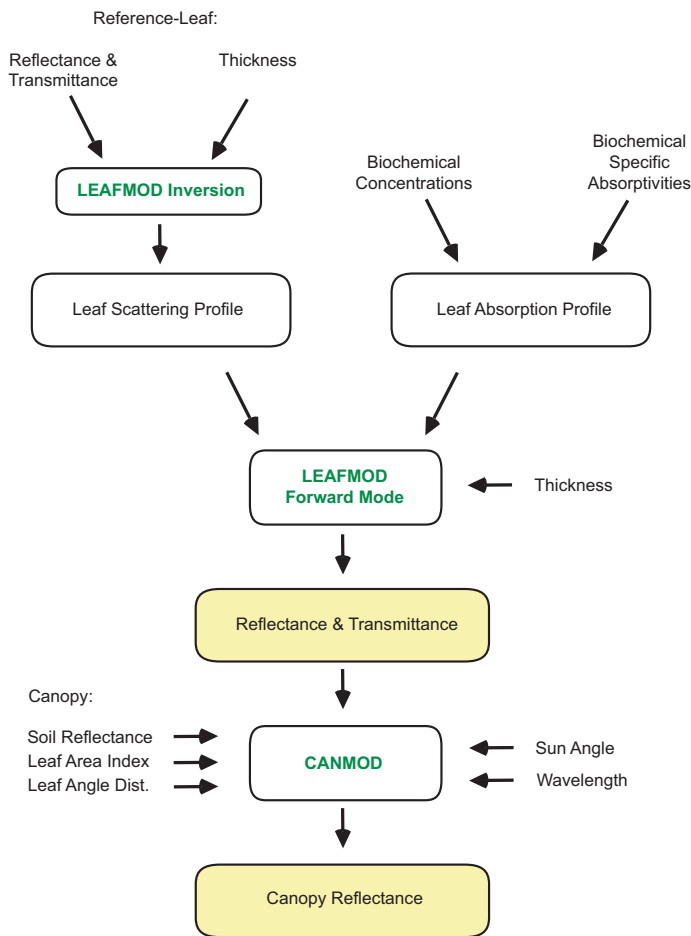 Reference-Leaf:
Reflectance &
Transmittance
Thickness
LEAFMOD Inversion
Biochemical
Concentrations
Biochemical
Specific
Absorptivities
Leaf Scattering Profile
Leaf Absorption Profile
LEAFMOD
Forward Mode
Thickness
Reflectance & Transmittance
Canopy:
Soil Reflectance
Leaf Area Index
Leaf Angle Dist.
CANMOD
Sun Angle
Wavelength
Canopy Reflectance